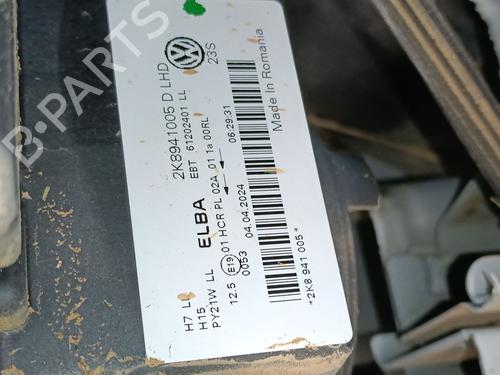 2K8941005 D LHD
EBT 61202401 LL
23S
ELBA
01 HCR PL 02A 01 1a 00RL
06:29:31
Made In Romania
H7 LL
H15
PY21W LL
12.5 E19
0053 04.04.2024
*2K8 941 005*
B-PARTS